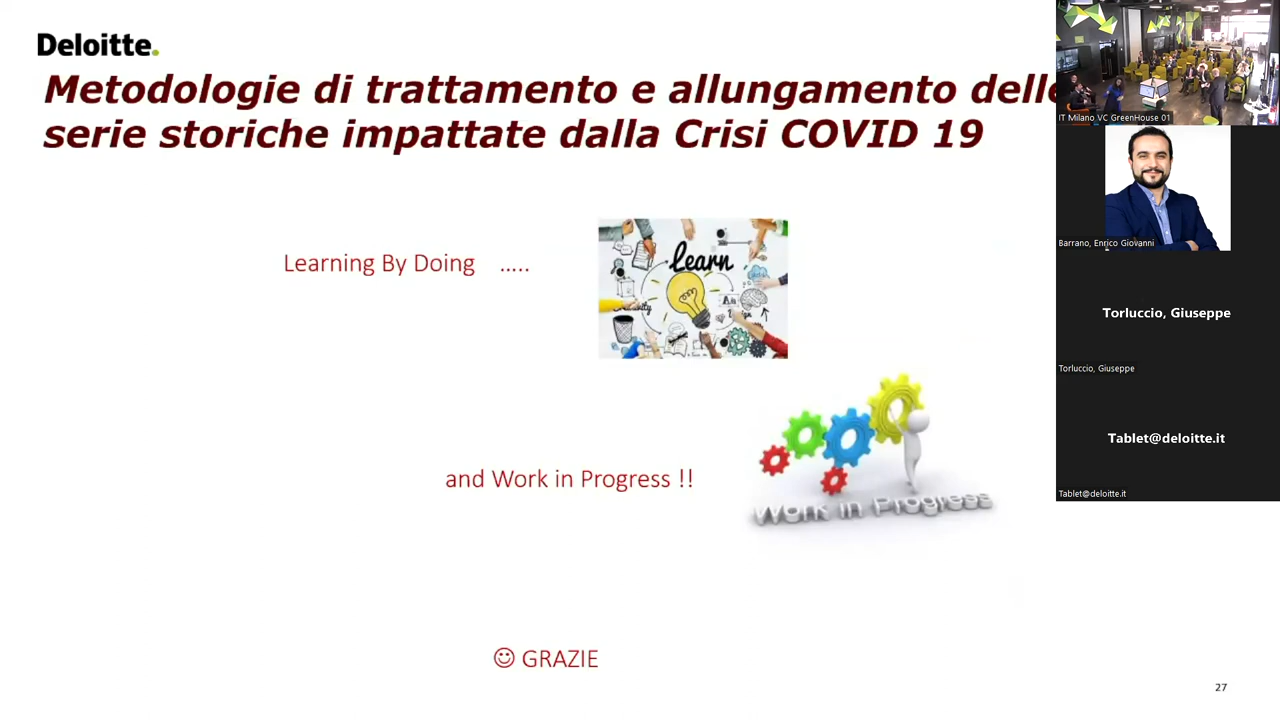 Deloitte.
Metodologie di trattamento e allungamento delle
serie storiche impattate dalla Crisi COVID 19
Learning By Doing …..
Learn
and Work in Progress !!
Work in Progress
☺ GRAZIE
27
IT Milano VC GreenHouse 01
Barrano, Enrico Giovanni
Torluccio, Giuseppe
Torluccio, Giuseppe
Tablet@deloitte.it
Tablet@deloitte.it